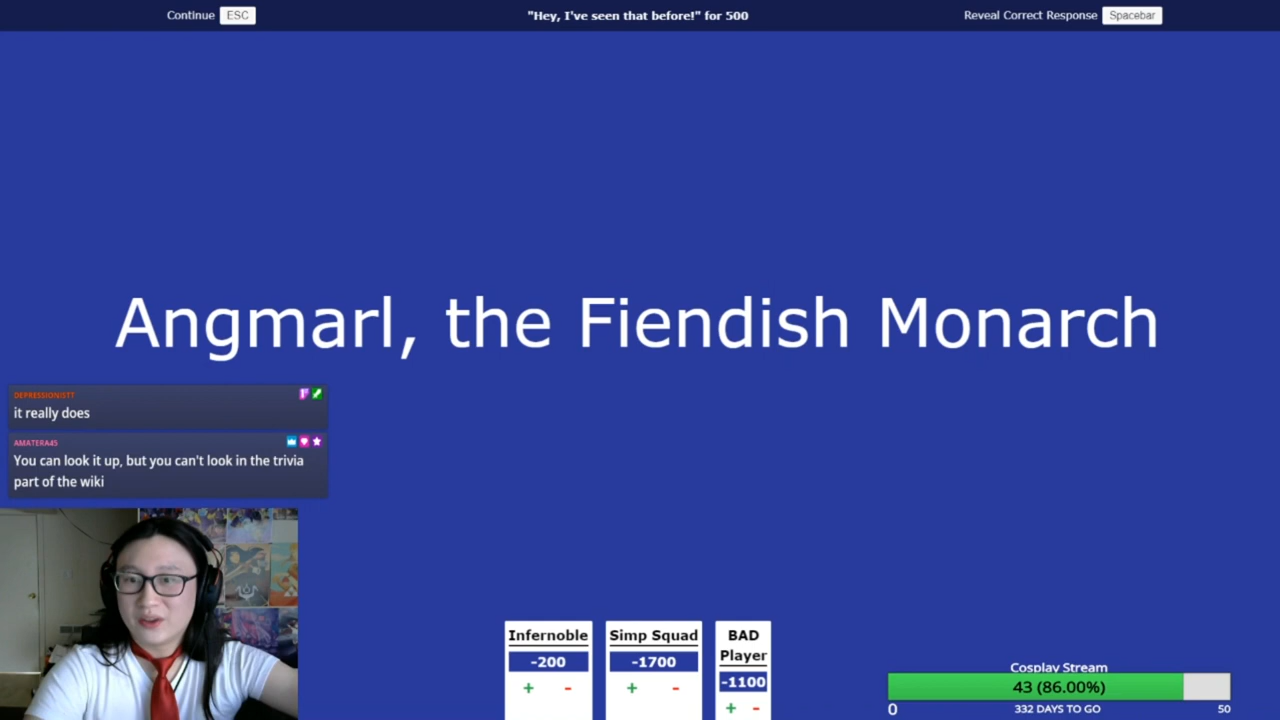 Continue ESC
"Hey, I've seen that before!" for 500
Reveal Correct Response Spacebar
Angmarl, the Fiendish Monarch
DEPRESSIONISTT
it really does
AMATERA45
You can look it up, but you can't look in the trivia
part of the wiki
Infernoble
-200
+ -
Simp Squad
-1700
+ -
BAD
Player
-1100
+ -
Cosplay Stream
43 (86.00%)
0 332 DAYS TO GO 50